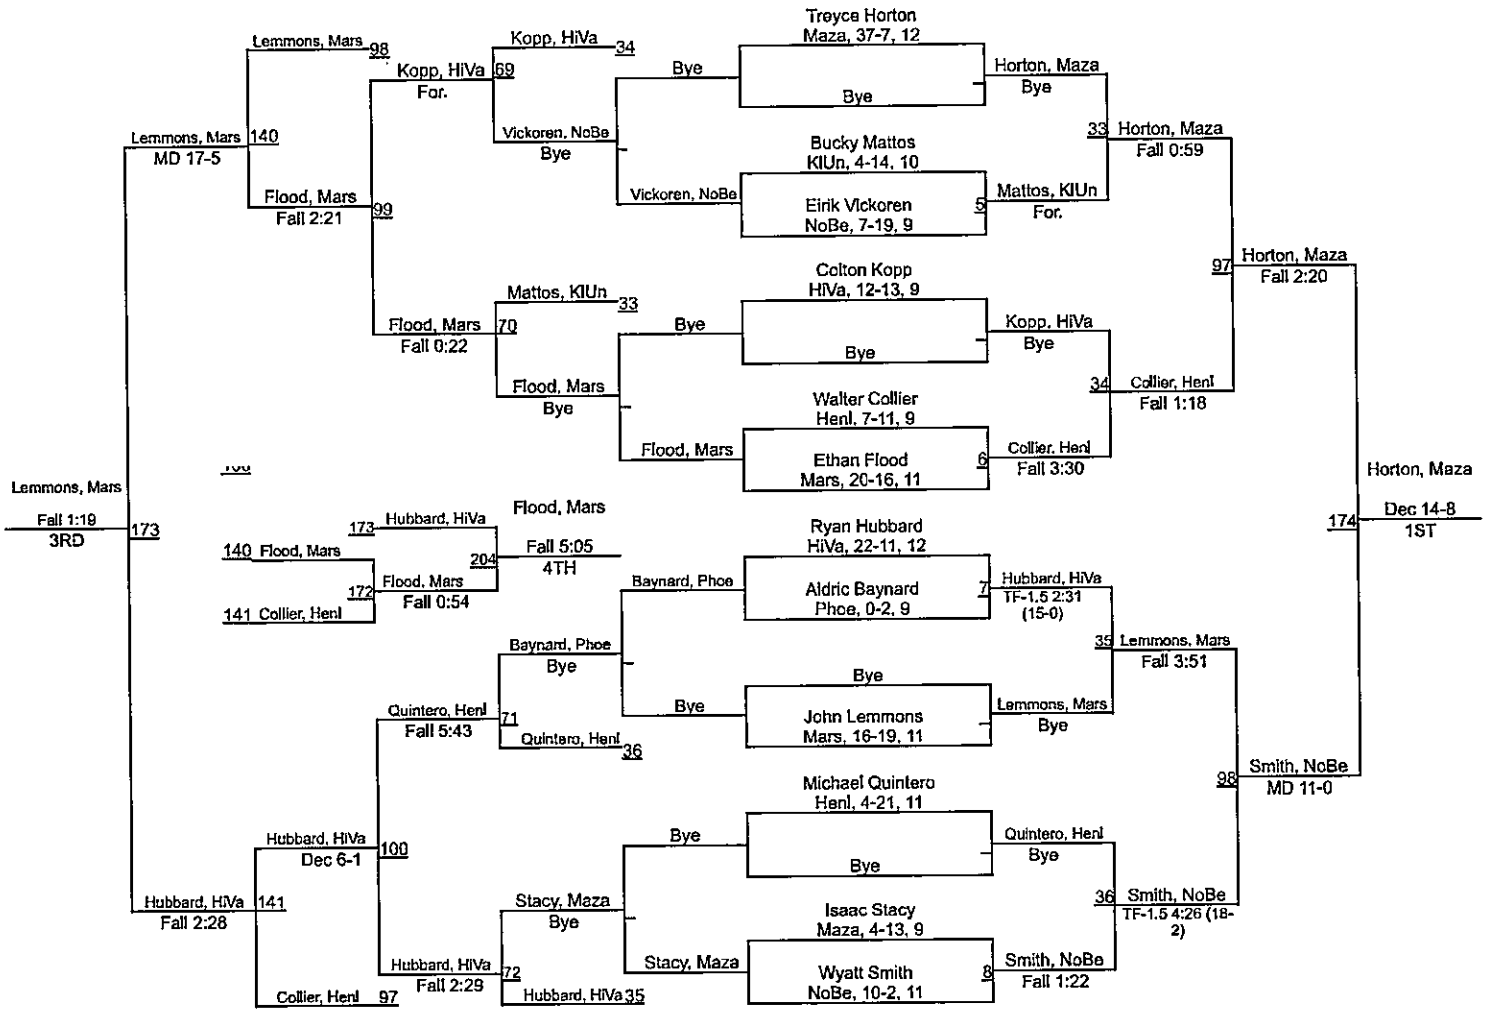 Treyce Horton
Maza, 37-7, 12
Lemmons, Mars 98
Kopp, HiVa 34
Kopp, HiVa 69
For.
Bye
Horton, Maza
Bye
Bye
Lemmons, Mars 140
MD 17-5
Vickoren, NoBe
Bye
33 Horton, Maza
Fall 0:59
Bucky Mattos
KlUn, 4-14, 10
Flood, Mars
Fall 2:21
99
Vickoren, NoBe
Eirik Vickoren
NoBe, 7-19, 9
5
Mattos, KlUn
For.
97
Horton, Maza
Fall 2:20
Colton Kopp
HiVa, 12-13, 9
Mattos, KlUn 33
Flood, Mars 70
Fall 0:22
Bye
Kopp, HiVa
Bye
Bye
Flood, Mars
Bye
34 Collier, Henl
Fall 1:18
Walter Collier
Henl, 7-11, 9
Flood, Mars
Ethan Flood
Mars, 20-16, 11
6
Collier, Henl
Fall 3:30
Lemmons, Mars
Fall 1:19
3RD
173
Horton, Maza
174
Dec 14-8
1ST
Flood, Mars
173 Hubbard, HiVa
204
Fall 5:05
4TH
140 Flood, Mars
172
Flood, Mars
Fall 0:54
141 Collier, Henl
Ryan Hubbard
HiVa, 22-11, 12
Baynard, Phoe
Aldric Baynard
Phoe, 0-2, 9
7
Hubbard, HiVa
TF-1.5 2:31
(15-0)
Baynard, Phoe
Bye
35 Lemmons, Mars
Fall 3:51
Bye
Quintero, Henl
Fall 5:43
71
Bye
John Lemmons
Mars, 16-19, 11
Lemmons, Mars
Bye
Quintero, Henl 36
98
Smith, NoBe
MD 11-0
Michael Quintero
Henl, 4-21, 11
Hubbard, HiVa
Dec 6-1
100
Bye
Bye
Quintero, Henl
Bye
Hubbard, HiVa 141
Fall 2:28
Stacy, Maza
Bye
36
Smith, NoBe
TF-1.5 4:26 (18-
2)
Isaac Stacy
Maza, 4-13, 9
Hubbard, HiVa
Fall 2:29
72
Stacy, Maza
Wyatt Smith
NoBe, 10-2, 11
8
Smith, NoBe
Fall 1:22
Collier, Henl 97
Hubbard, HiVa 35